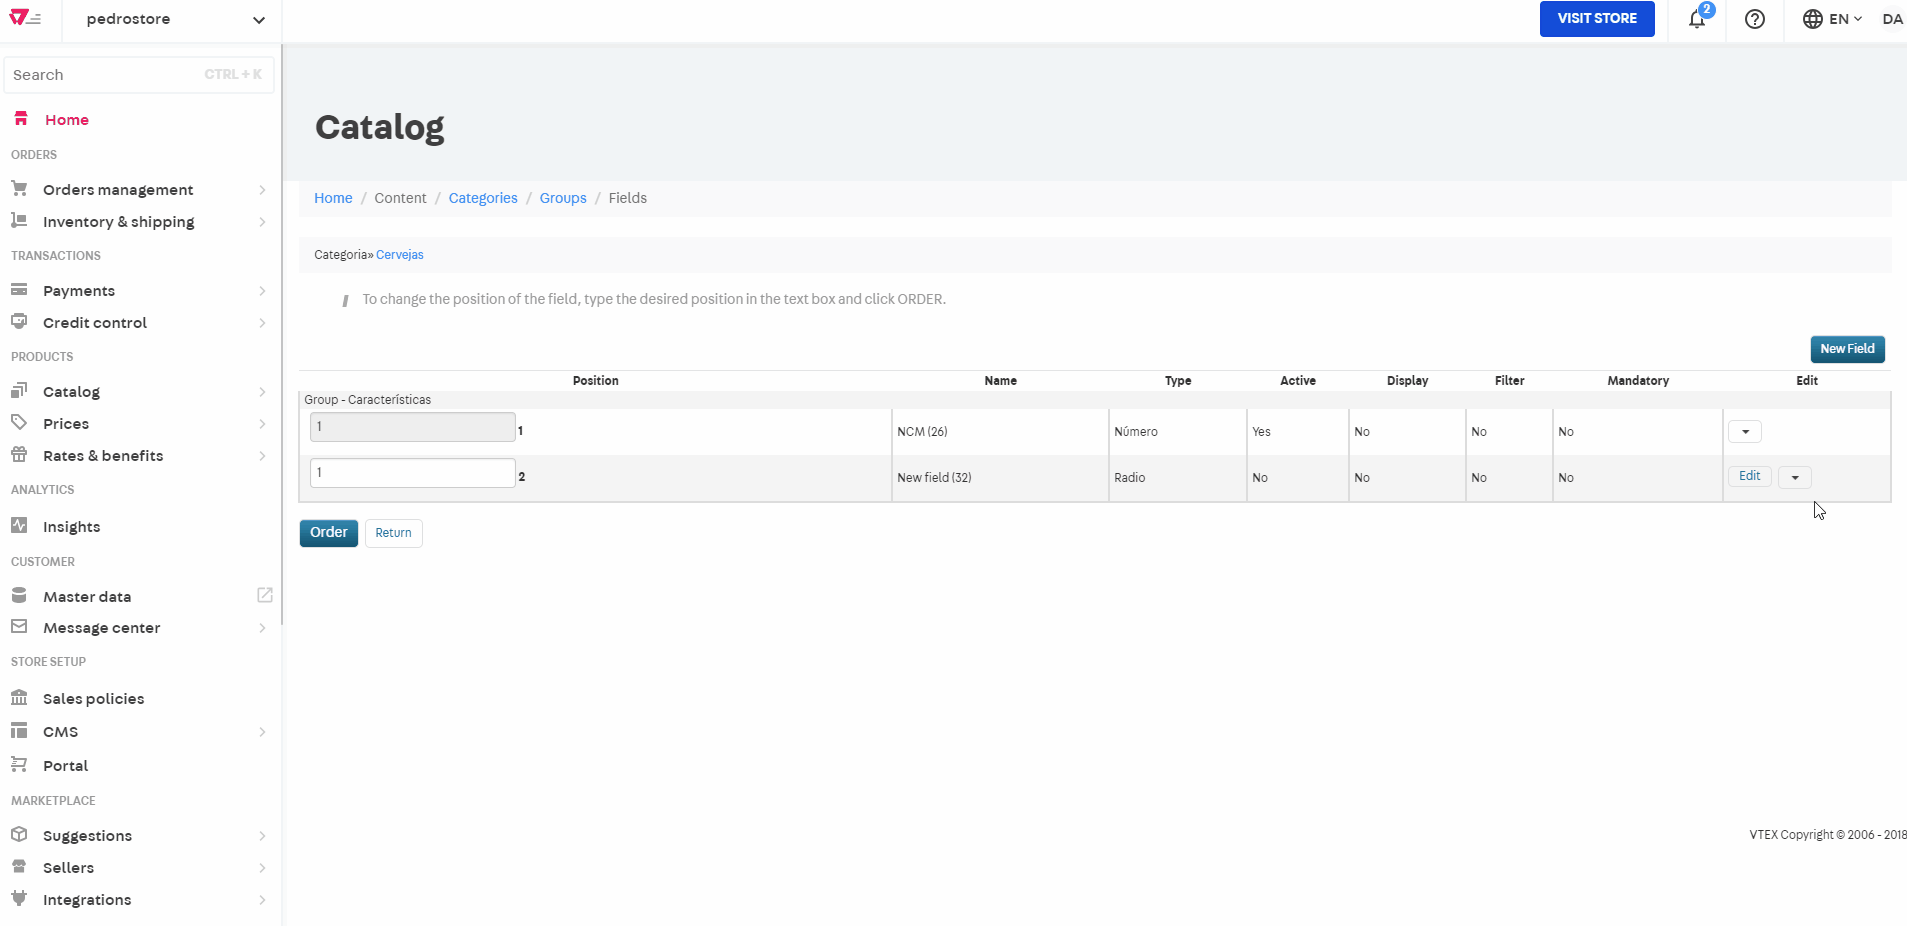 pedrostore
VISIT STORE
2
EN
DA
Search CTRL + K
Home
ORDERS
Orders management
Inventory & shipping
TRANSACTIONS
Payments
Credit control
PRODUCTS
Catalog
Prices
Rates & benefits
ANALYTICS
Insights
CUSTOMER
Master data
Message center
STORE SETUP
Sales policies
CMS
Portal
MARKETPLACE
Suggestions
Sellers
Integrations
Catalog
Home / Content / Categories / Groups / Fields
Categoria» Cervejas
To change the position of the field, type the desired position in the text box and click ORDER.
New Field
Position Name Type Active Display Filter Mandatory Edit
Group - Características
1 1 NCM (26) Número Yes No No No
1 2 New field (32) Radio No No No No Edit
Order Return
VTEX Copyright © 2006 - 2018